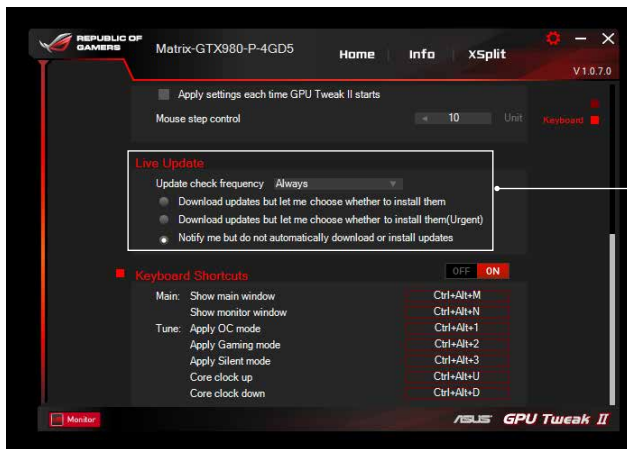 REPUBLIC OF
GAMERS
Matrix-GTX980-P-4GD5
Home Info XSplit
V 1.0.7.0
Apply settings each time GPU Tweak II starts
Mouse step control 10 Unit
Keyboard
Live Update
Update check frequency Always
Download updates but let me choose whether to install them
Download updates but let me choose whether to install them(Urgent)
Notify me but do not automatically download or install updates
Keyboard Shortcuts OFF ON
Main: Show main window Ctrl+Alt+M
Show monitor window Ctrl+Alt+N
Tune: Apply OC mode Ctrl+Alt+1
Apply Gaming mode Ctrl+Alt+2
Apply Silent mode Ctrl+Alt+3
Core clock up Ctrl+Alt+U
Core clock down Ctrl+Alt+D
Monitor
ASUS GPU Tweak II